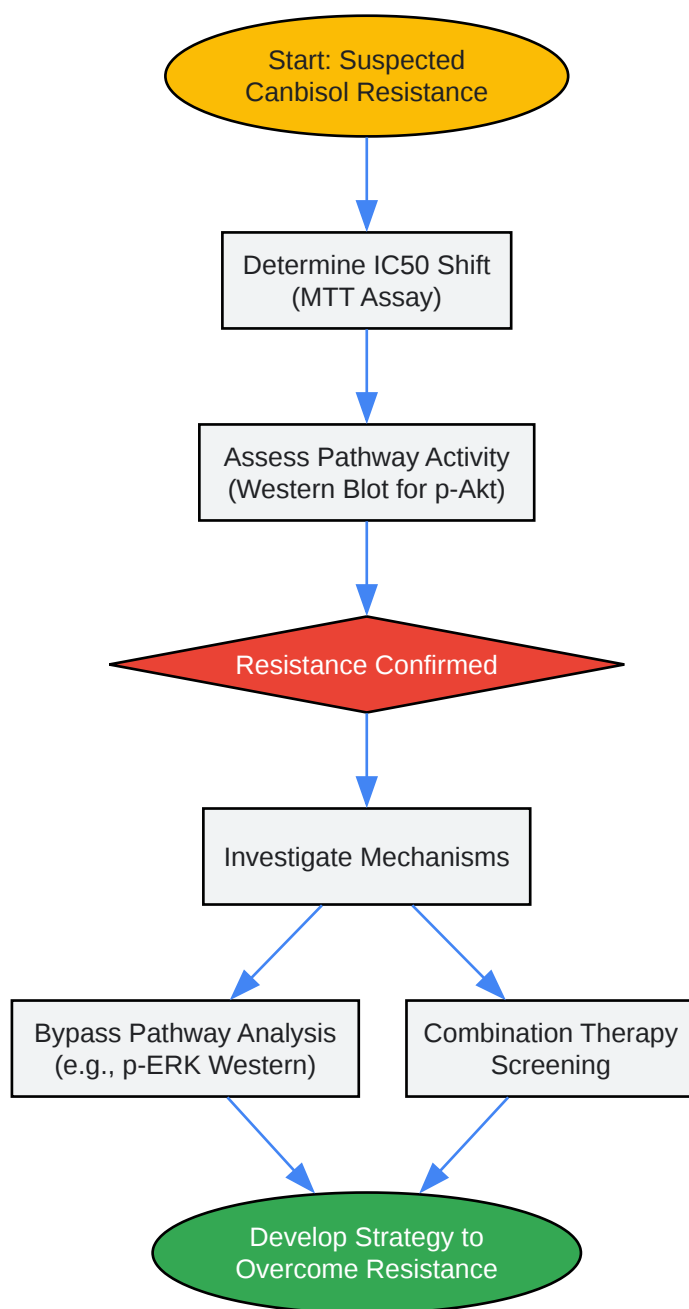 Start: Suspected
Canbisol Resistance
Determine IC50 Shift
(MTT Assay)
Assess Pathway Activity
(Western Blot for p-Akt)
Resistance Confirmed
Investigate Mechanisms
Bypass Pathway Analysis
(e.g., p-ERK Western)
Combination Therapy
Screening
Develop Strategy to
Overcome Resistance